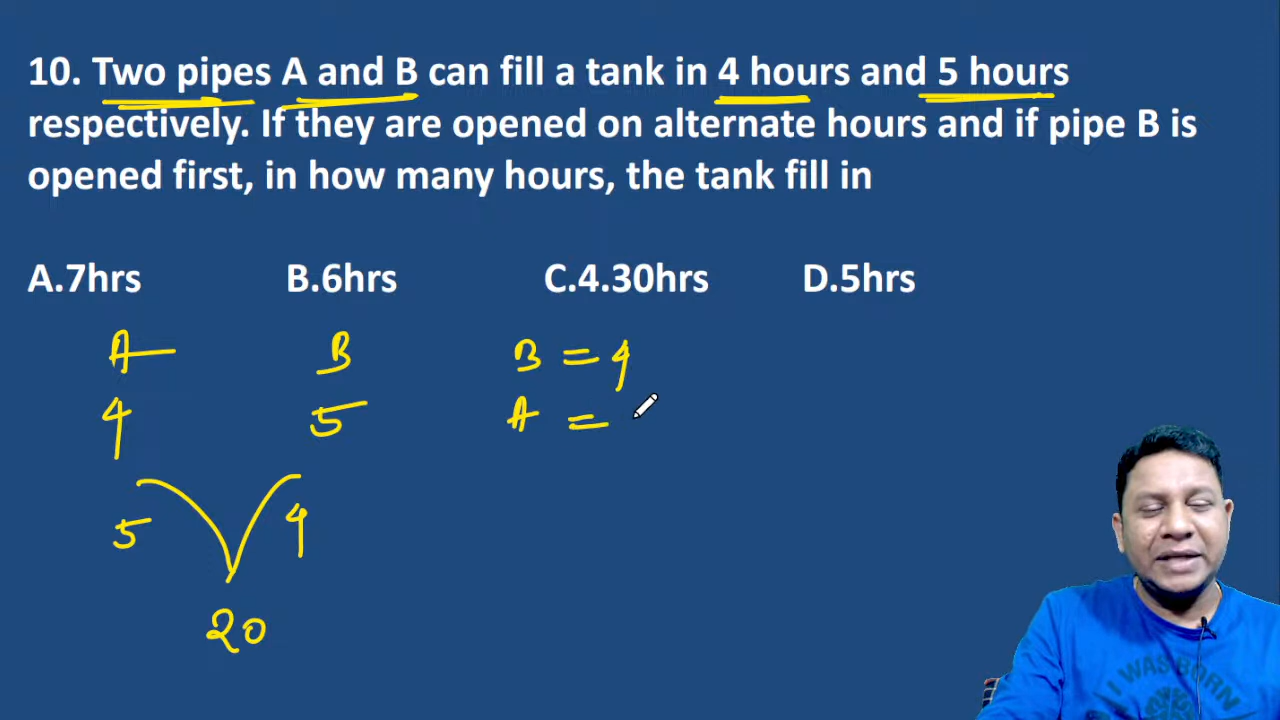 10. Two pipes A and B can fill a tank in 4 hours and 5 hours
respectively. If they are opened on alternate hours and if pipe B is
opened first, in how many hours, the tank fill in
A.7hrs B.6hrs C.4.30hrs D.5hrs
A B B = 4
4 5 A =
5 4
20
I WAS BORN